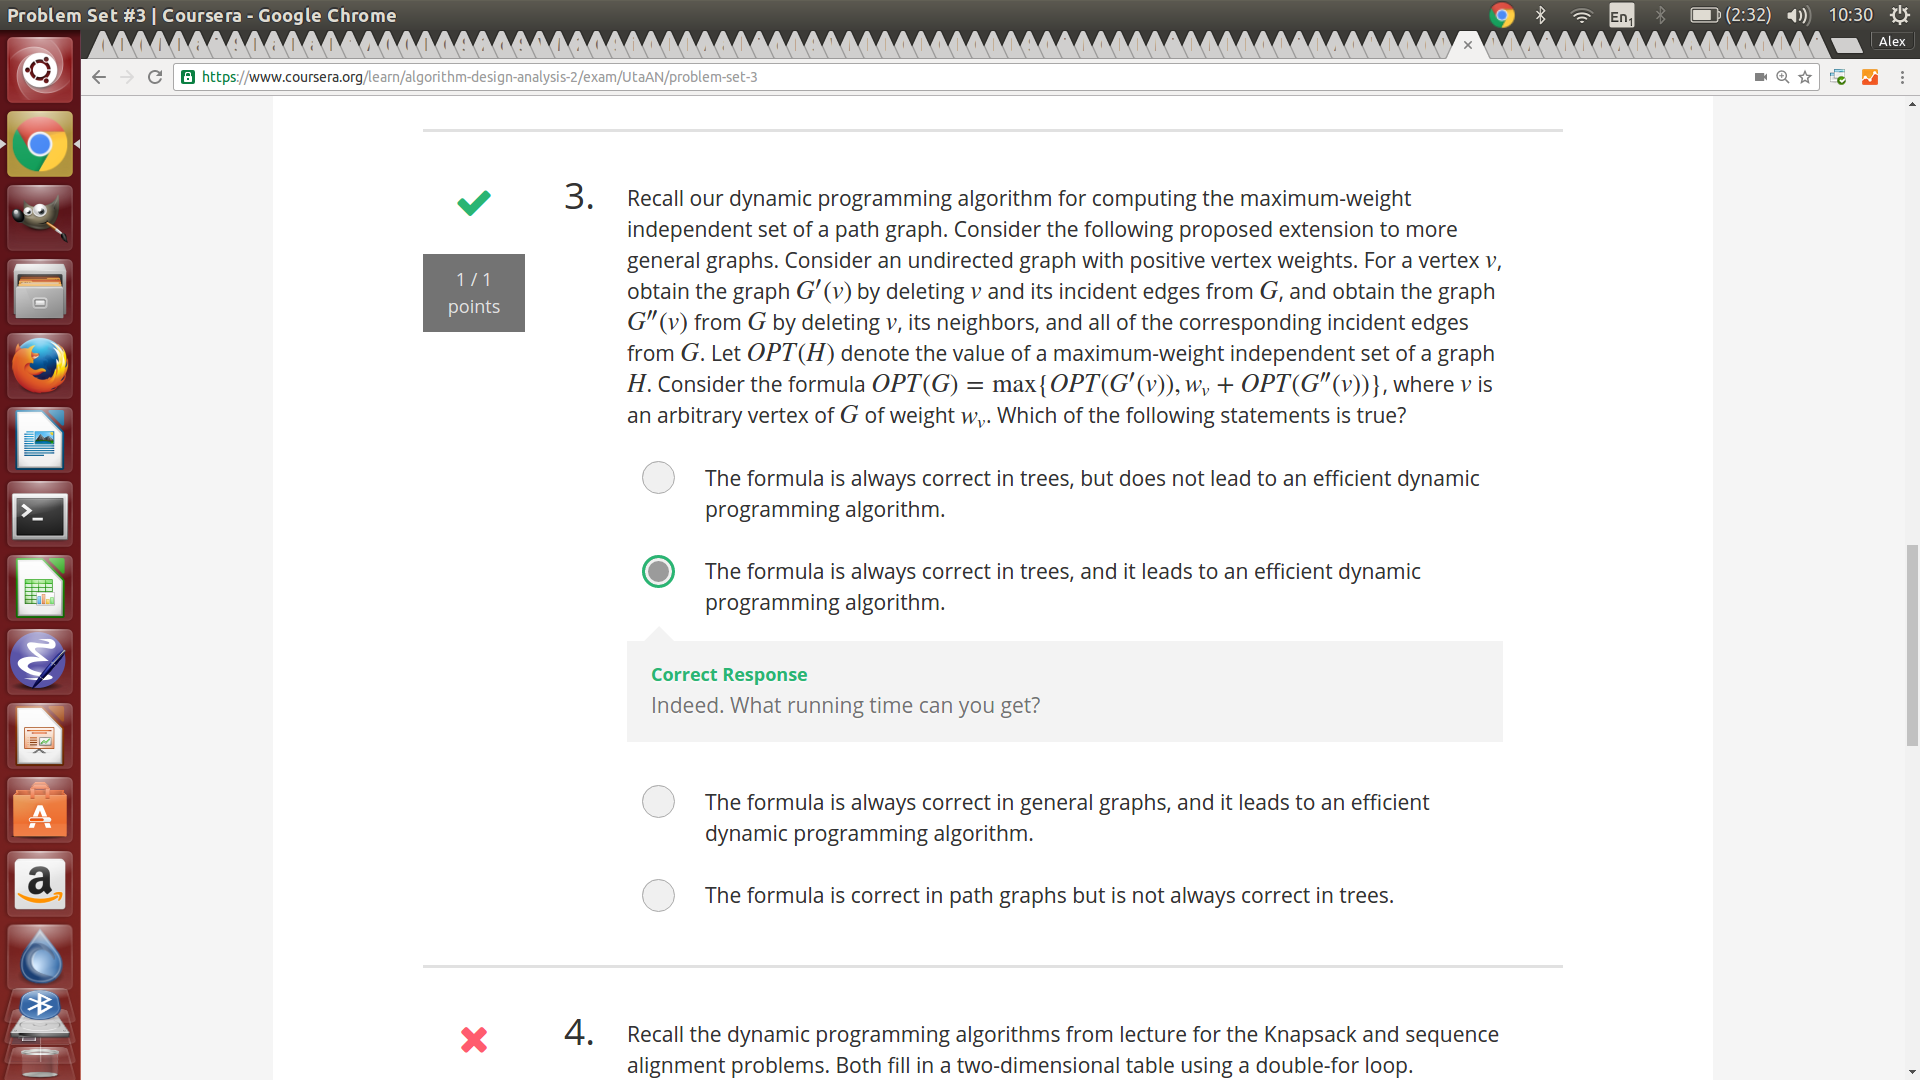 Problem Set #3 | Coursera - Google Chrome
En1
(2:32)
10:30
Alex
https://www.coursera.org/learn/algorithm-design-analysis-2/exam/UtaAN/problem-set-3
3.
1 / 1
points
Recall our dynamic programming algorithm for computing the maximum-weight
independent set of a path graph. Consider the following proposed extension to more
general graphs. Consider an undirected graph with positive vertex weights. For a vertex v,
obtain the graph G′(v) by deleting v and its incident edges from G, and obtain the graph
G″(v) from G by deleting v, its neighbors, and all of the corresponding incident edges
from G. Let OPT(H) denote the value of a maximum-weight independent set of a graph
H. Consider the formula OPT(G) = max{OPT(G′(v)), wᵥ + OPT(G″(v))}, where v is
an arbitrary vertex of G of weight wᵥ. Which of the following statements is true?
The formula is always correct in trees, but does not lead to an efficient dynamic
programming algorithm.
The formula is always correct in trees, and it leads to an efficient dynamic
programming algorithm.
Correct Response
Indeed. What running time can you get?
The formula is always correct in general graphs, and it leads to an efficient
dynamic programming algorithm.
The formula is correct in path graphs but is not always correct in trees.
4.
Recall the dynamic programming algorithms from lecture for the Knapsack and sequence
alignment problems. Both fill in a two-dimensional table using a double-for loop.